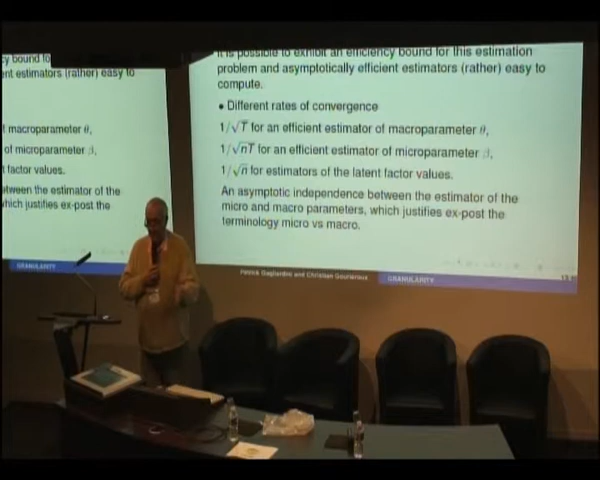 cy bound fo
ent estimators (rather) easy to
t macroparameter θ,
of microparameter β,
t factor values.
etween the estimator of the
which justifies ex-post the
GRANULARITY
It is possible to exhibit an efficiency bound for this estimation
problem and asymptotically efficient estimators (rather) easy to
compute.
• Different rates of convergence
1/√T for an efficient estimator of macroparameter θ,
1/√nT for an efficient estimator of microparameter β,
1/√n for estimators of the latent factor values.
An asymptotic independence between the estimator of the
micro and macro parameters, which justifies ex-post the
terminology micro vs macro.
Patrick Gagliardini and Christian Gourieroux
GRANULARITY